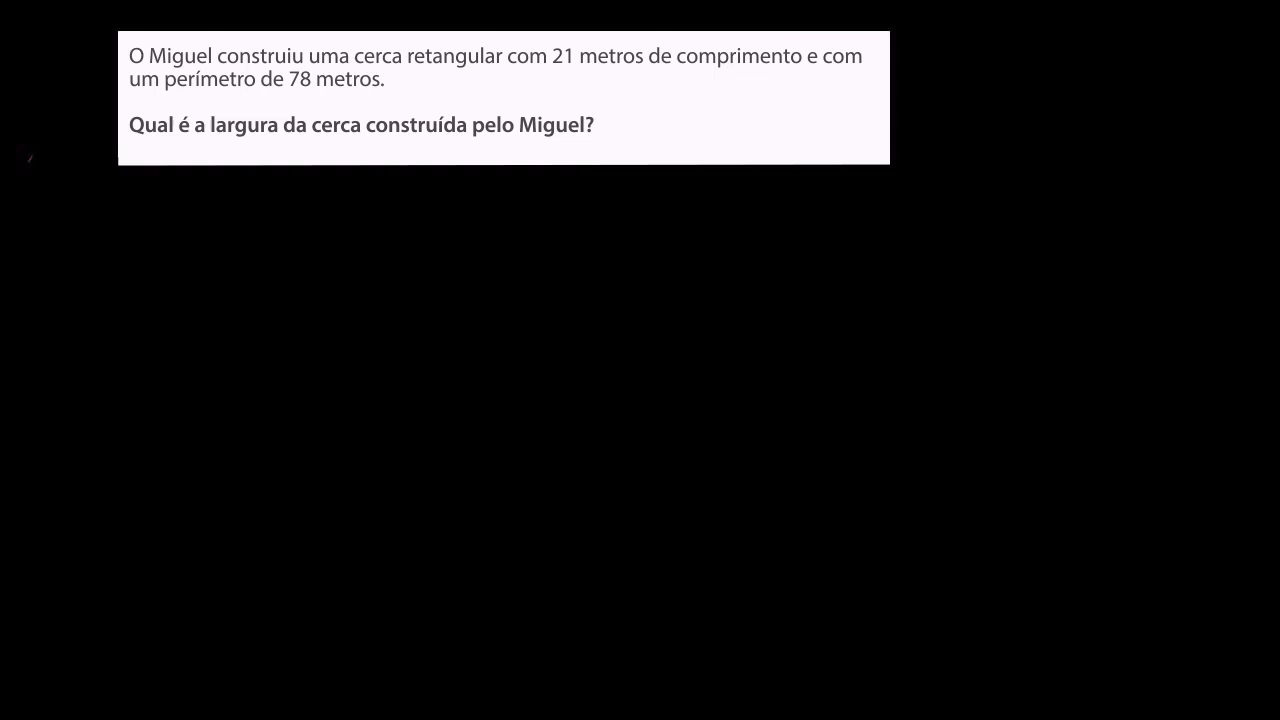 O Miguel construiu uma cerca retangular com 21 metros de comprimento e com
um perímetro de 78 metros.
Qual é a largura da cerca construída pelo Miguel?